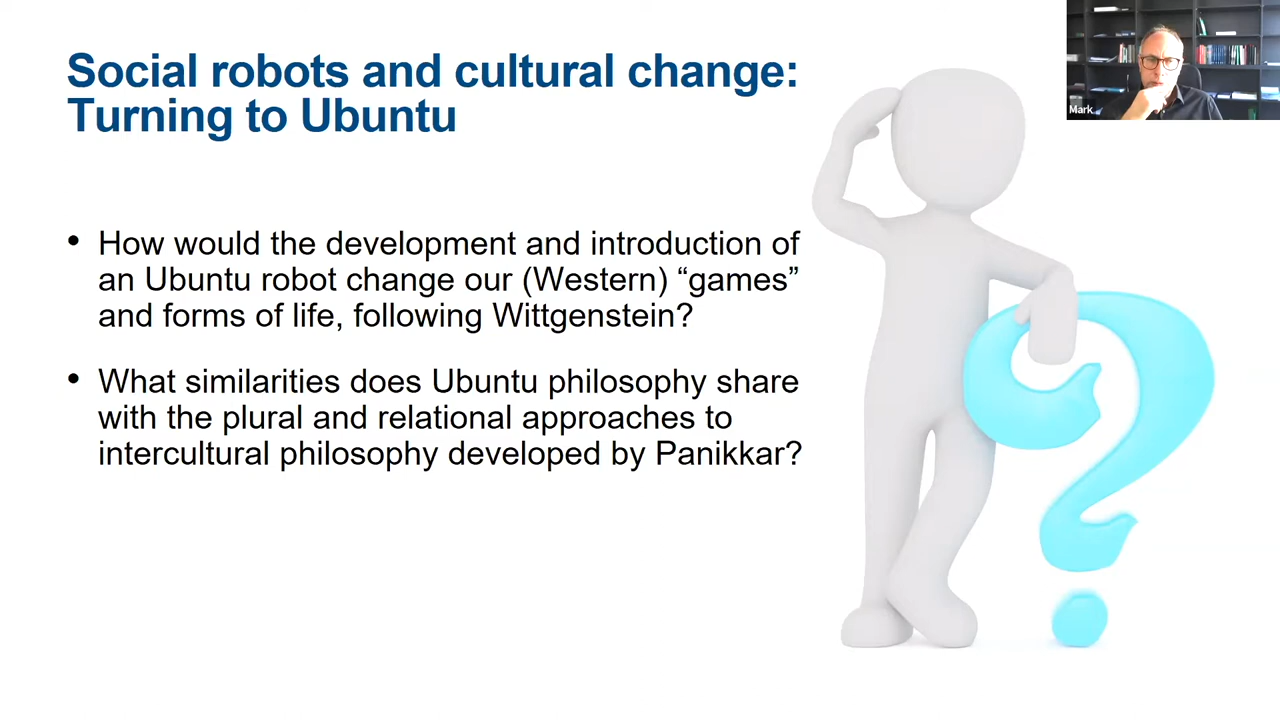 Social robots and cultural change:
Turning to Ubuntu
Mark
• How would the development and introduction of
an Ubuntu robot change our (Western) “games”
and forms of life, following Wittgenstein?
• What similarities does Ubuntu philosophy share
with the plural and relational approaches to
intercultural philosophy developed by Panikkar?